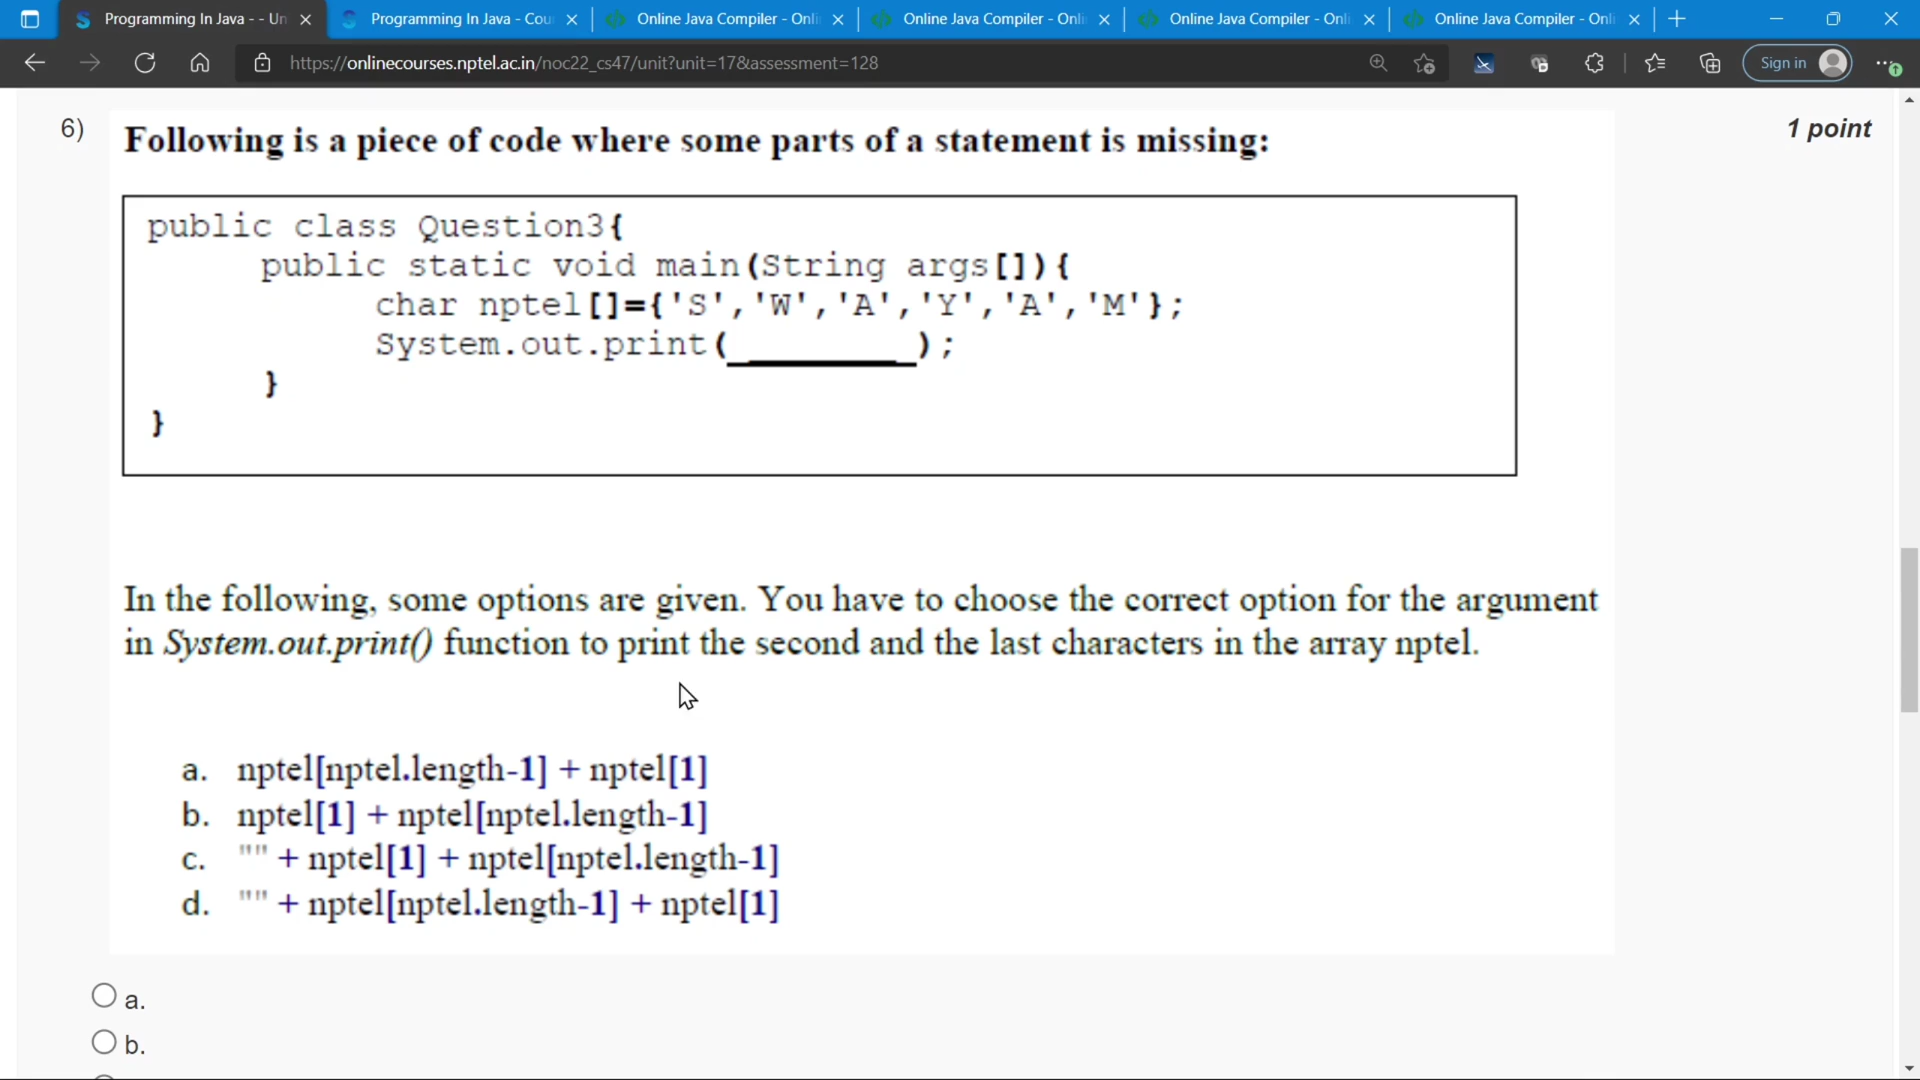 Programming In Java - - Un
Programming In Java - Cou
Online Java Compiler - Onli
Online Java Compiler - Onli
Online Java Compiler - Onli
Online Java Compiler - Onli
https://onlinecourses.nptel.ac.in/noc22_cs47/unit?unit=17&assessment=128
Sign in
6)
Following is a piece of code where some parts of a statement is missing:
1 point
public class Question3{
public static void main(String args[]){
char nptel[]={'S','W','A','Y','A','M'};
System.out.print(_________);
}
}
In the following, some options are given. You have to choose the correct option for the argument
in System.out.print() function to print the second and the last characters in the array nptel.
a. nptel[nptel.length-1] + nptel[1]
b. nptel[1] + nptel[nptel.length-1]
c. "" + nptel[1] + nptel[nptel.length-1]
d. "" + nptel[nptel.length-1] + nptel[1]
a.
b.